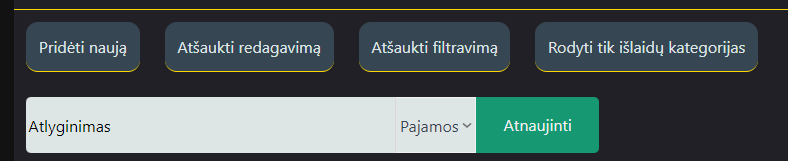 Pridėti naują Atšaukti redagavimą Atšaukti filtravimą Rodyti tik išlaidų kategorijas
Atlyginimas Pajamos Atnaujinti